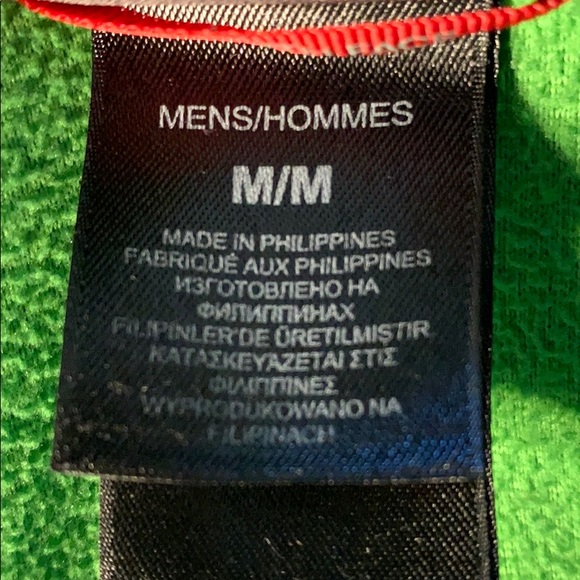 MENS/HOMMES
M/M
MADE IN PHILIPPINES
FABRIQUÉ AUX PHILIPPINES
ИЗГОТОВЛЕНО НА
ФИЛИППИНАХ
FILIPINLER'DE ÜRETILMIŞTIR
ΚΑΤΑΣΚΕΥΑΖΕΤΑΙ ΣΤΙΣ
ΦΙΛΙΠΠΙΝΕΣ
WYPRODUKOWANO NA
FILIPINACH